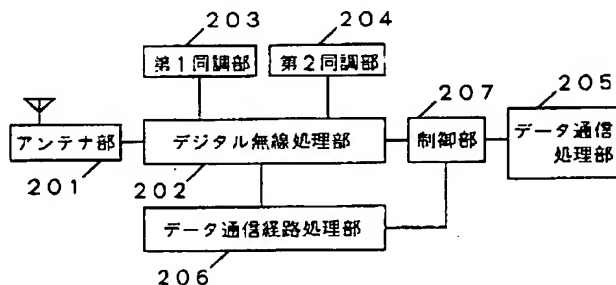 203
204
第1同調部
第2同調部
207
205
アンテナ部
デジタル無線処理部
制御部
データ通信
処理部
201
202
データ通信経路処理部
206